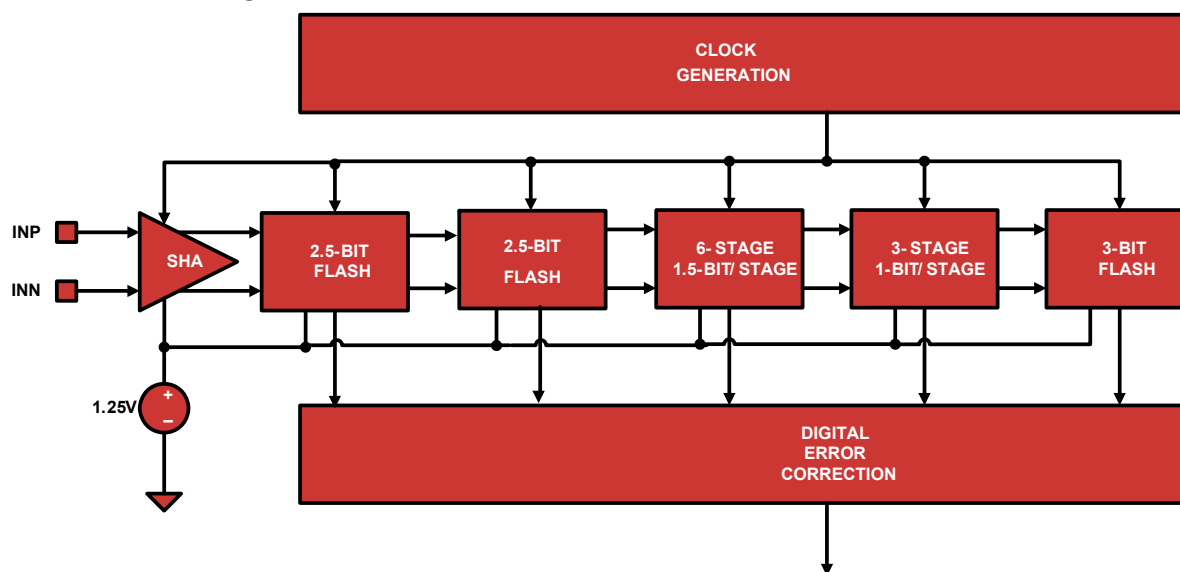 CLOCK
GENERATION
INP
INN
SHA
2.5-BIT
FLASH
2.5-BIT
FLASH
6- STAGE
1.5-BIT/ STAGE
3- STAGE
1-BIT/ STAGE
3-BIT
FLASH
1.25V
+
–
DIGITAL
ERROR
CORRECTION